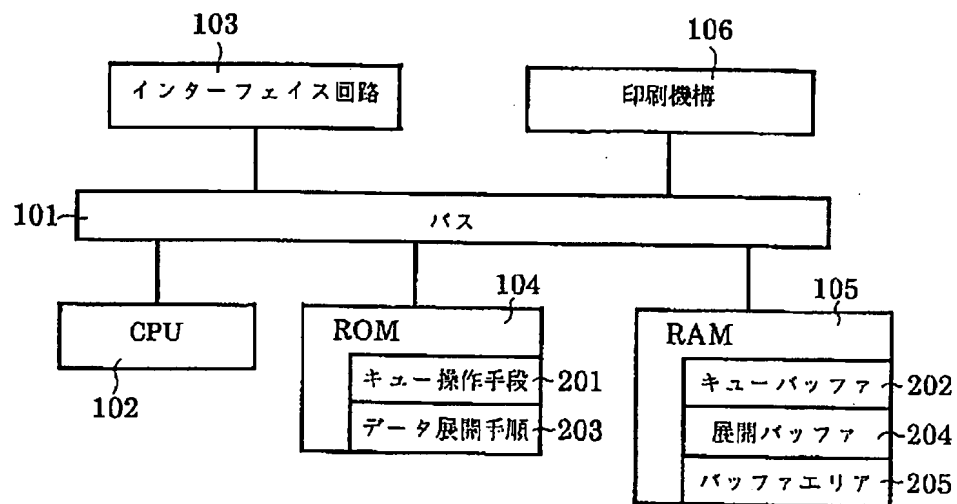 103
インターフェイス回路
106
印刷機構
101
バス
CPU
102
104
ROM
キュー操作手段
201
データ展開手順
203
105
RAM
キューバッファ
202
展開バッファ
204
バッファエリア
205